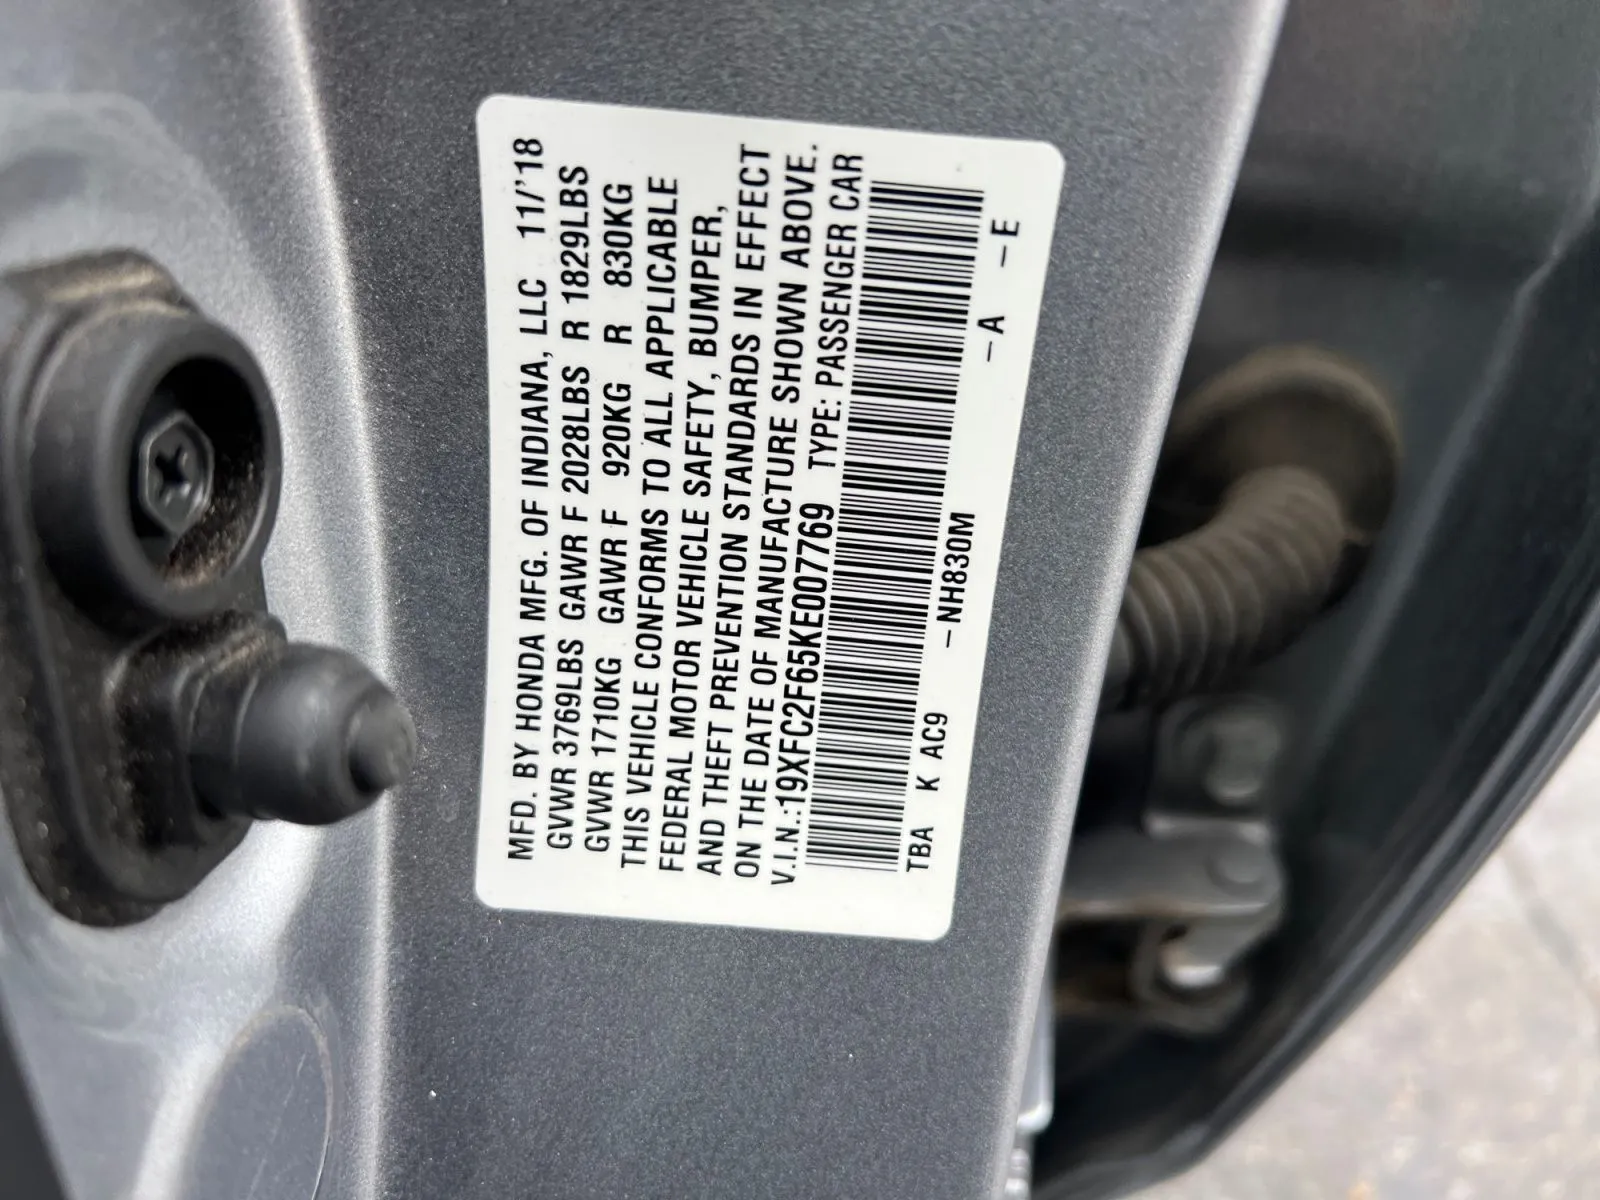 MFD. BY HONDA MFG. OF INDIANA, LLC 11/'18
GVWR 3769LBS GAWR F 2028LBS R 1829LBS
GVWR 1710KG GAWR F 920KG R 830KG
THIS VEHICLE CONFORMS TO ALL APPLICABLE
FEDERAL MOTOR VEHICLE SAFETY, BUMPER,
AND THEFT PREVENTION STANDARDS IN EFFECT
ON THE DATE OF MANUFACTURE SHOWN ABOVE.
V.I.N.:19XFC2F65KE007769 TYPE: PASSENGER CAR
TBA K AC9 –NH830M –A –E